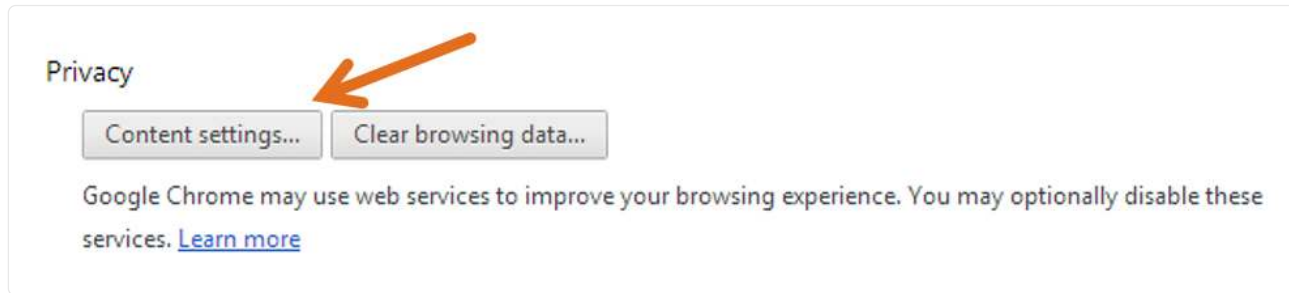 Privacy
Content settings... Clear browsing data...
Google Chrome may use web services to improve your browsing experience. You may optionally disable these
services. Learn more